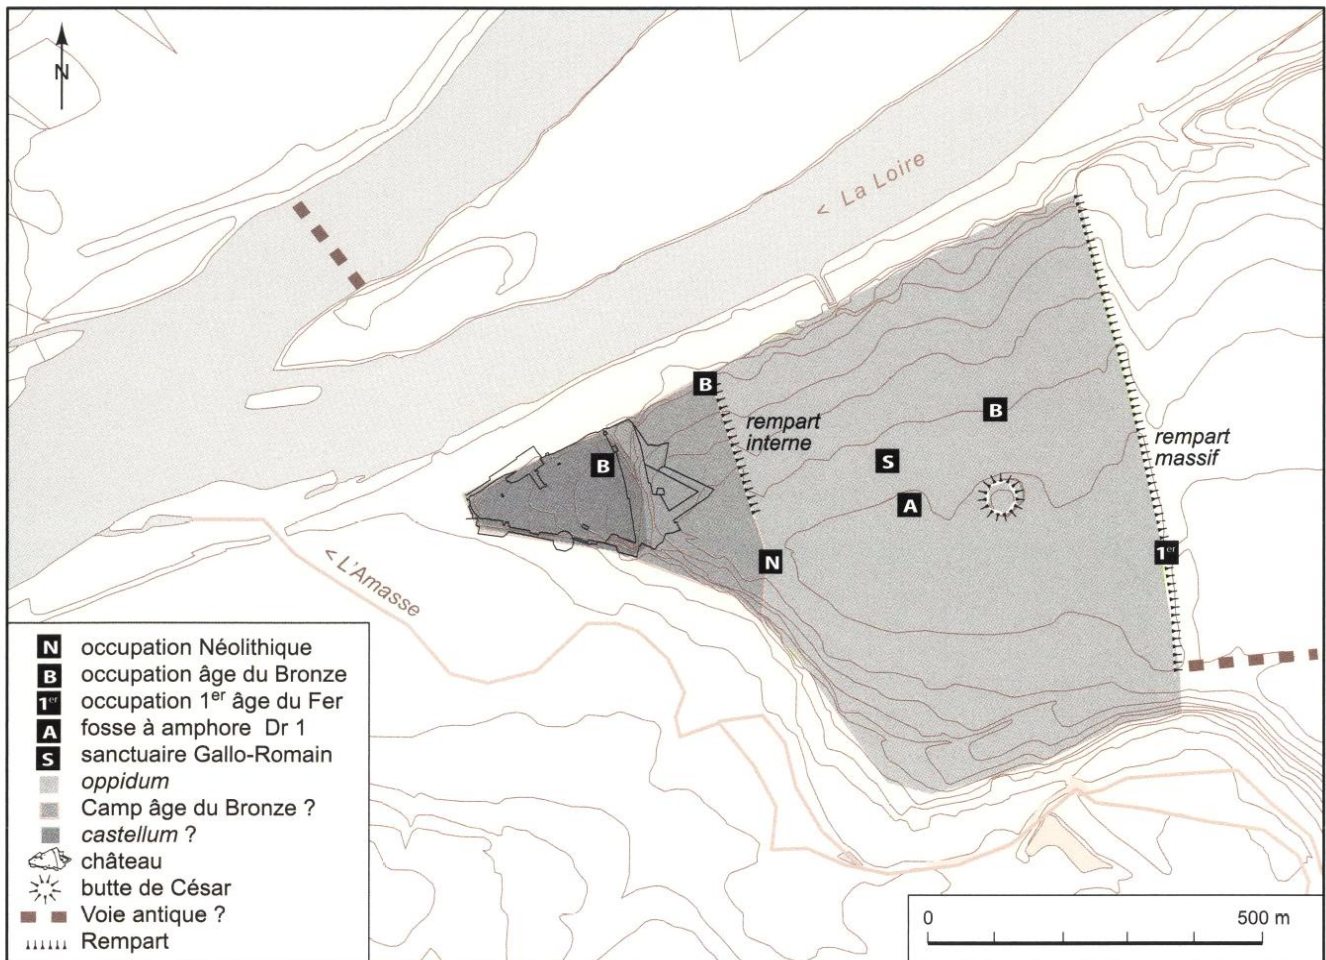 N
< La Loire
B
rempart
interne
B
rempart
massif
B
S
A
1er
N
< L'Amasse
N occupation Néolithique
B occupation âge du Bronze
1er occupation 1er âge du Fer
A fosse à amphore Dr 1
S sanctuaire Gallo-Romain
oppidum
Camp âge du Bronze ?
castellum ?
château
butte de César
Voie antique ?
Rempart
0 500 m